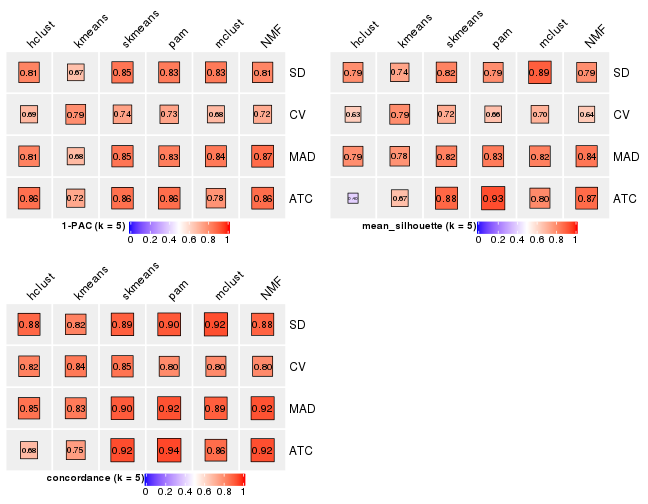 hclust kmeans skmeans pam mclust NMF
0.81 0.67 0.85 0.83 0.83 0.81 SD
0.69 0.79 0.74 0.73 0.68 0.72 CV
0.81 0.68 0.85 0.83 0.84 0.87 MAD
0.86 0.72 0.86 0.86 0.78 0.86 ATC
1-PAC (k = 5)
0 0.2 0.4 0.6 0.8 1
hclust kmeans skmeans pam mclust NMF
0.79 0.74 0.82 0.79 0.89 0.79 SD
0.63 0.79 0.72 0.66 0.70 0.64 CV
0.79 0.78 0.82 0.83 0.82 0.84 MAD
0.67 0.88 0.93 0.80 0.87 ATC
mean_silhouette (k = 5)
0 0.2 0.4 0.6 0.8 1
hclust kmeans skmeans pam mclust NMF
0.88 0.82 0.89 0.90 0.92 0.88 SD
0.82 0.84 0.85 0.80 0.80 0.80 CV
0.85 0.83 0.90 0.92 0.89 0.92 MAD
0.68 0.75 0.92 0.94 0.86 0.92 ATC
concordance (k = 5)
0 0.2 0.4 0.6 0.8 1